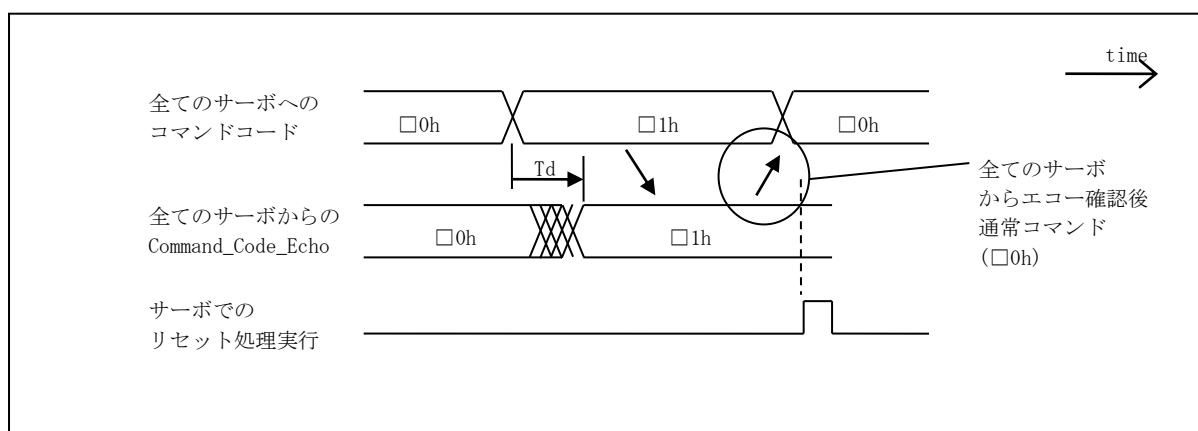 time
全てのサーボへの
コマンドコード
□0h
□1h
□0h
Td
全てのサーボ
からエコー確認後
通常コマンド
(□0h)
全てのサーボからの
Command_Code_Echo
□0h
□1h
サーボでの
リセット処理実行